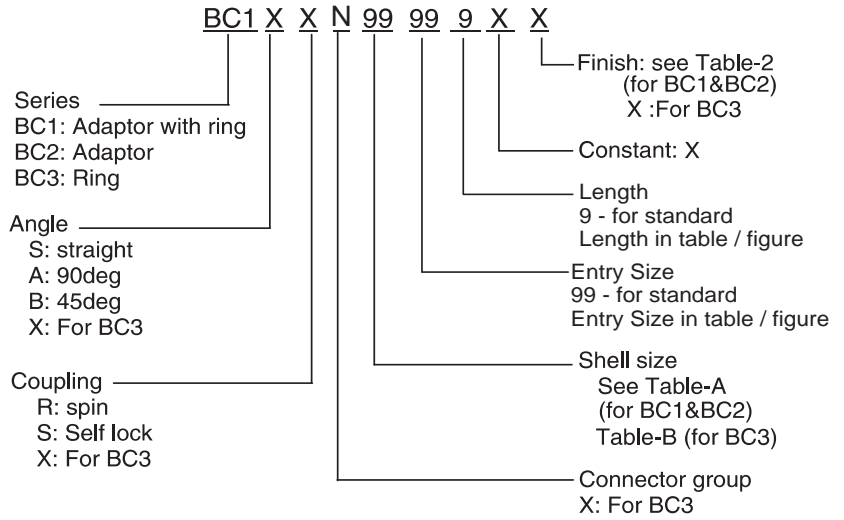 BC1 X X N 99 99 9 X X
Series
BC1: Adaptor with ring
BC2: Adaptor
BC3: Ring
Angle
S: straight
A: 90deg
B: 45deg
X: For BC3
Coupling
R: spin
S: Self lock
X: For BC3
Finish: see Table-2
(for BC1&BC2)
X :For BC3
Constant: X
Length
9 - for standard
Length in table / figure
Entry Size
99 - for standard
Entry Size in table / figure
Shell size
See Table-A
(for BC1&BC2)
Table-B (for BC3)
Connector group
X: For BC3